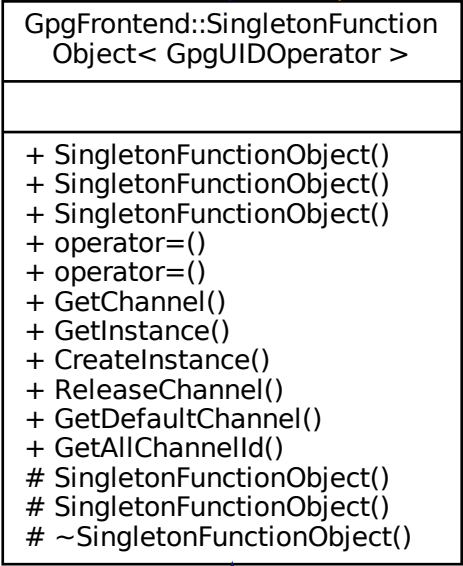 GpgFrontend::SingletonFunction
Object< GpgUIDOperator >
+ SingletonFunctionObject()
+ SingletonFunctionObject()
+ SingletonFunctionObject()
+ operator=()
+ operator=()
+ GetChannel()
+ GetInstance()
+ CreateInstance()
+ ReleaseChannel()
+ GetDefaultChannel()
+ GetAllChannelId()
# SingletonFunctionObject()
# SingletonFunctionObject()
# ~SingletonFunctionObject()